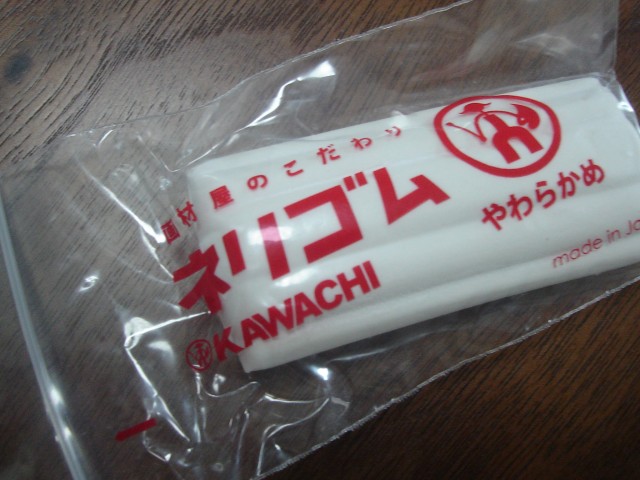 画材屋のこだわり
ネリゴム
KAWACHI
やわらかめ
made in Ja